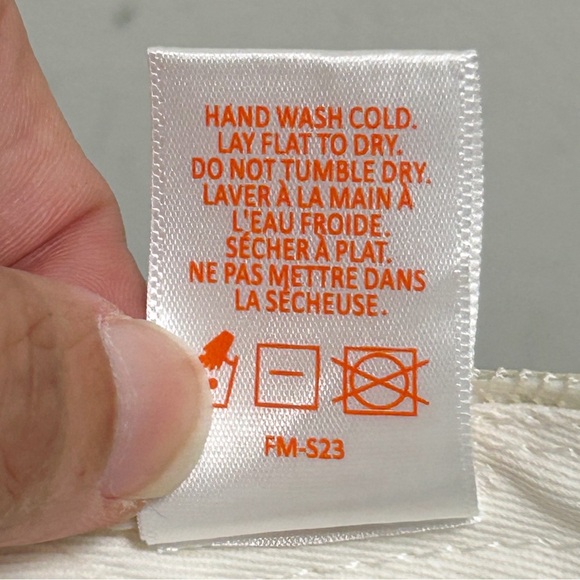 HAND WASH COLD.
LAY FLAT TO DRY.
DO NOT TUMBLE DRY.
LAVER À LA MAIN À
L'EAU FROIDE.
SÉCHER À PLAT.
NE PAS METTRE DANS
LA SÉCHEUSE.
FM-S23